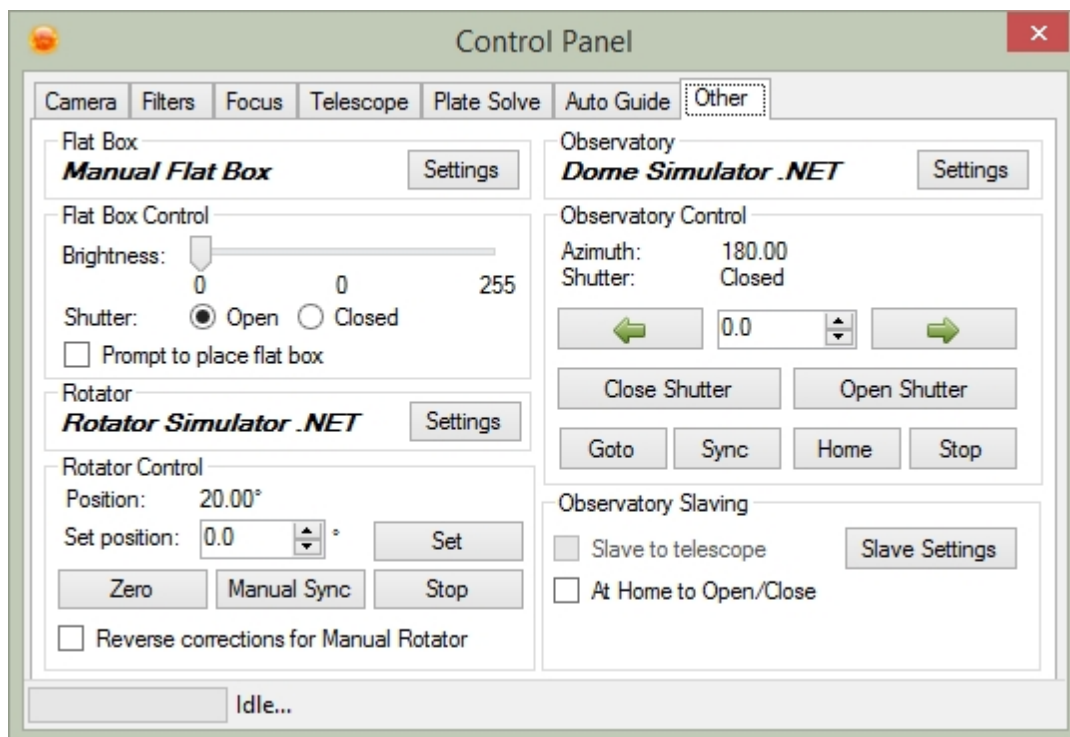 Control Panel
Camera Filters Focus Telescope Plate Solve Auto Guide Other
Flat Box
Manual Flat Box Settings
Flat Box Control
Brightness:
0 0 255
Shutter: Open Closed
Prompt to place flat box
Rotator
Rotator Simulator .NET Settings
Rotator Control
Position: 20.00°
Set position: 0.0 ° Set
Zero Manual Sync Stop
Reverse corrections for Manual Rotator
Observatory
Dome Simulator .NET Settings
Observatory Control
Azimuth: 180.00
Shutter: Closed
0.0
Close Shutter Open Shutter
Goto Sync Home Stop
Observatory Slaving
Slave to telescope Slave Settings
At Home to Open/Close
Idle...